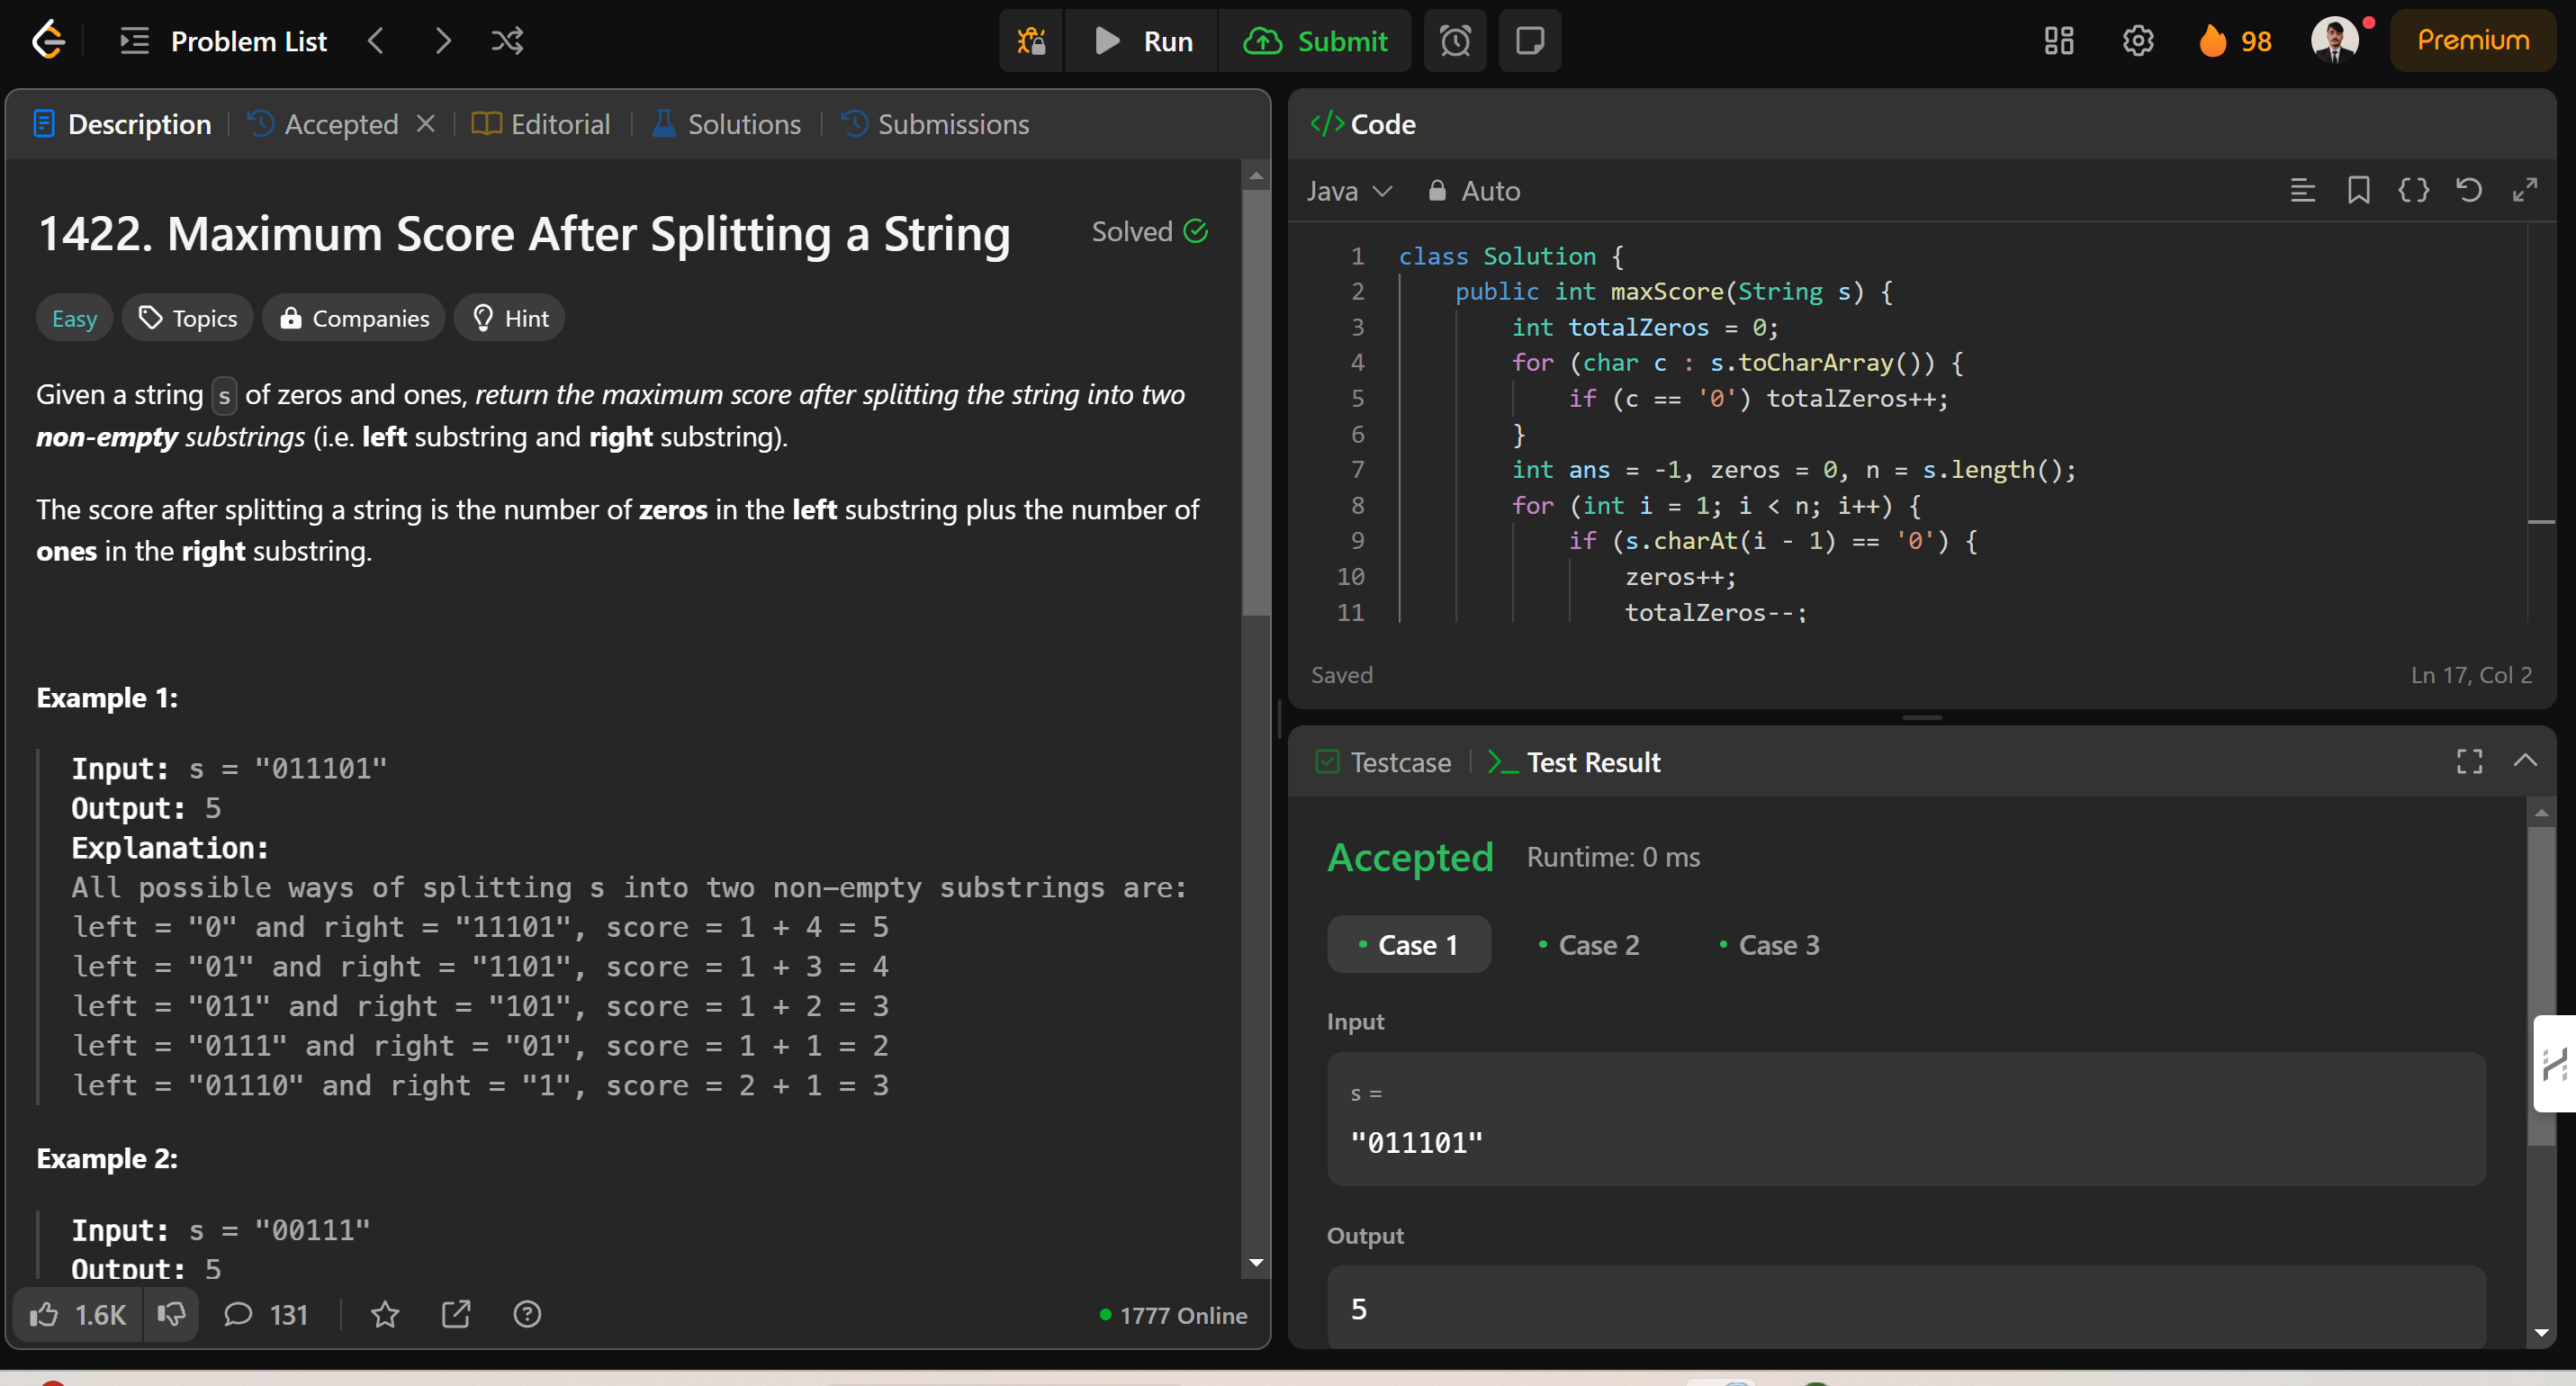 Problem List
Run
Submit
98
Premium
Description
Accepted
Editorial
Solutions
Submissions
1422. Maximum Score After Splitting a String
Solved
Easy
Topics
Companies
Hint
Given a string s of zeros and ones, return the maximum score after splitting the string into two
non-empty substrings (i.e. left substring and right substring).
The score after splitting a string is the number of zeros in the left substring plus the number of
ones in the right substring.
Example 1:
Input: s = "011101"
Output: 5
Explanation:
All possible ways of splitting s into two non-empty substrings are:
left = "0" and right = "11101", score = 1 + 4 = 5
left = "01" and right = "1101", score = 1 + 3 = 4
left = "011" and right = "101", score = 1 + 2 = 3
left = "0111" and right = "01", score = 1 + 1 = 2
left = "01110" and right = "1", score = 2 + 1 = 3
Example 2:
Input: s = "00111"
Output: 5
1.6K
131
1777 Online
</> Code
Java
Auto
1 class Solution {
2 public int maxScore(String s) {
3 int totalZeros = 0;
4 for (char c : s.toCharArray()) {
5 if (c == '0') totalZeros++;
6 }
7 int ans = -1, zeros = 0, n = s.length();
8 for (int i = 1; i < n; i++) {
9 if (s.charAt(i - 1) == '0') {
10 zeros++;
11 totalZeros--;
Saved
Ln 17, Col 2
Testcase
Test Result
Accepted
Runtime: 0 ms
Case 1
Case 2
Case 3
Input
s =
"011101"
Output
5